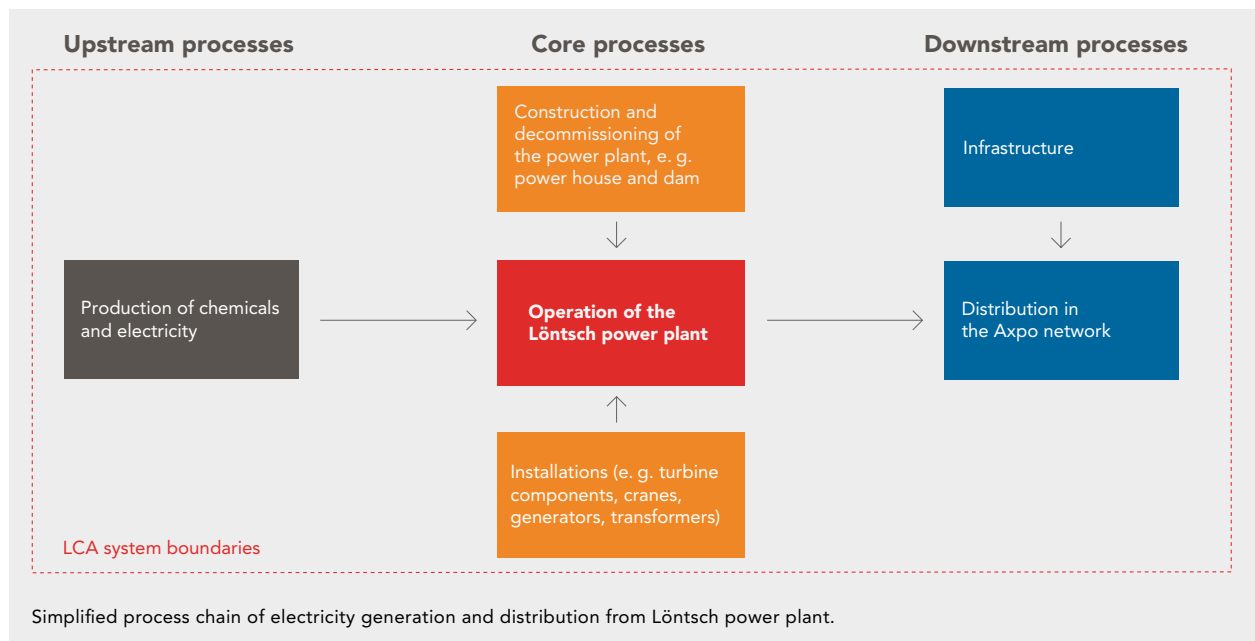 Upstream processes
Core processes
Downstream processes
Construction and
decommissioning of
the power plant, e. g.
power house and dam
Infrastructure
Production of chemicals
and electricity
Operation of the
Löntsch power plant
Distribution in
the Axpo network
Installations (e. g. turbine
components, cranes,
generators, transformers)
LCA system boundaries
Simplified process chain of electricity generation and distribution from Löntsch power plant.